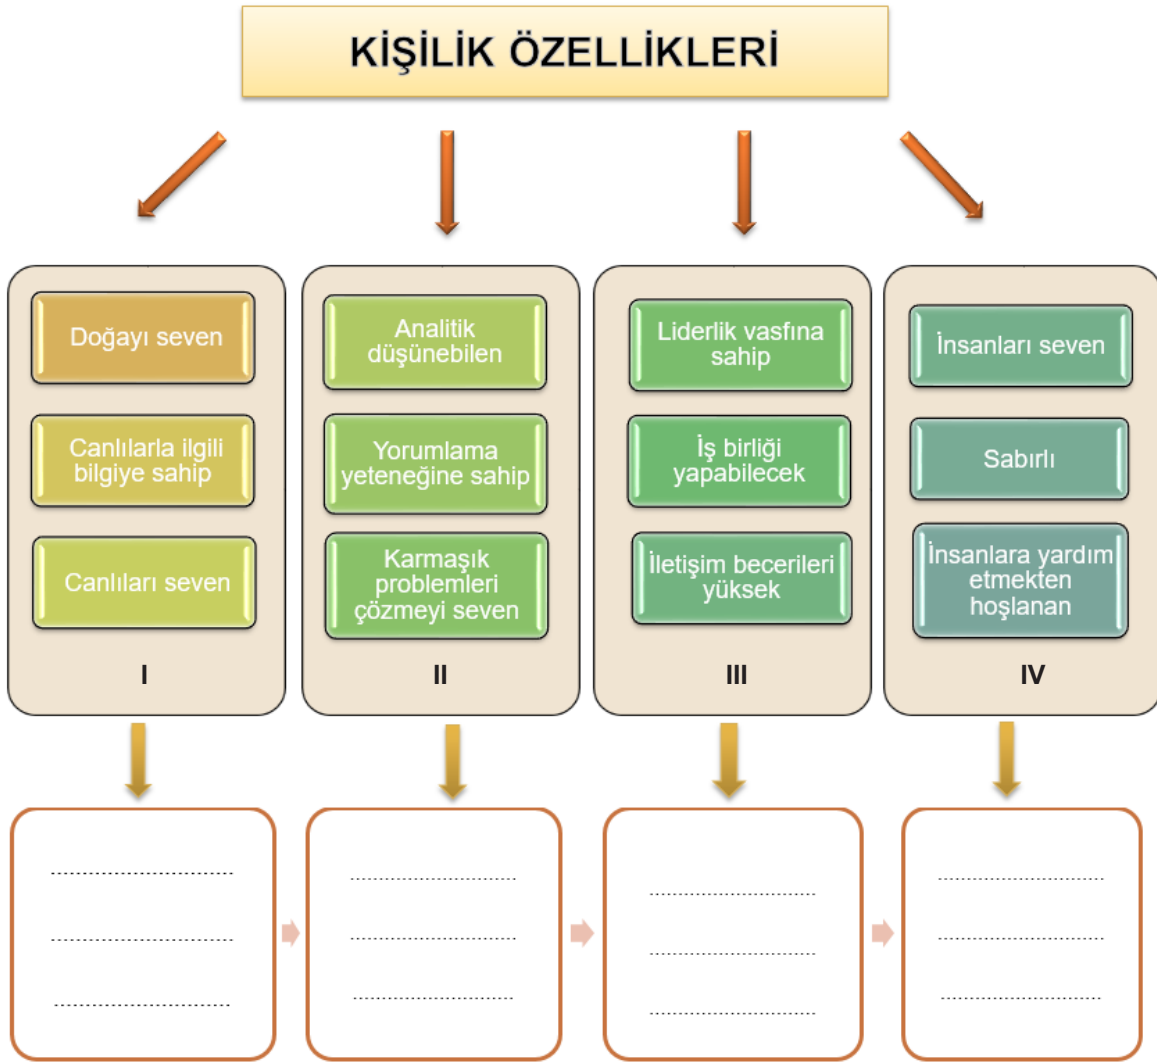 KİŞİLİK ÖZELLİKLERİ
Doğayı seven
Canlılarla ilgili
bilgiye sahip
Canlıları seven
I
Analitik
düşünebilen
Yorumlama
yeteneğine sahip
Karmaşık
problemleri
çözmeyi seven
II
Liderlik vasfına
sahip
İş birliği
yapabilecek
İletişim becerileri
yüksek
III
İnsanları seven
Sabırlı
İnsanlara yardım
etmekten
hoşlanan
IV